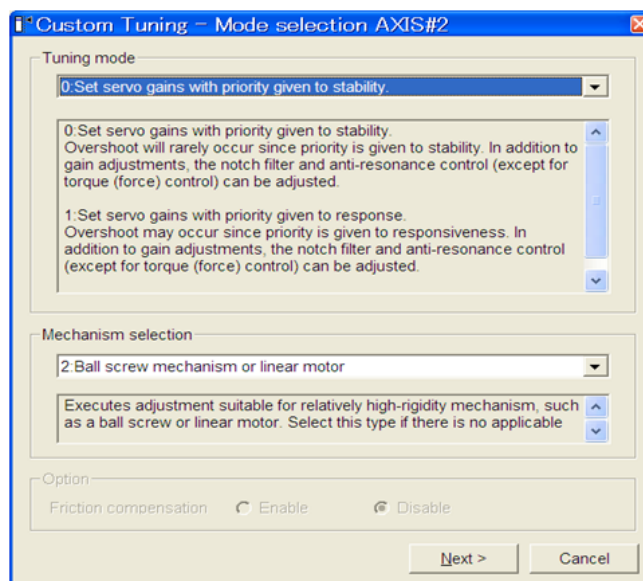 Custom Tuning - Mode selection AXIS#2
Tuning mode
0:Set servo gains with priority given to stability.
0:Set servo gains with priority given to stability.
Overshoot will rarely occur since priority is given to stability. In addition to
gain adjustments, the notch filter and anti-resonance control (except for
torque (force) control) can be adjusted.
1:Set servo gains with priority given to response.
Overshoot may occur since priority is given to responsiveness. In
addition to gain adjustments, the notch filter and anti-resonance control
(except for torque (force) control) can be adjusted.
Mechanism selection
2:Ball screw mechanism or linear motor
Executes adjustment suitable for relatively high-rigidity mechanism, such
as a ball screw or linear motor. Select this type if there is no applicable
Option
Friction compensation Enable Disable
Next > Cancel